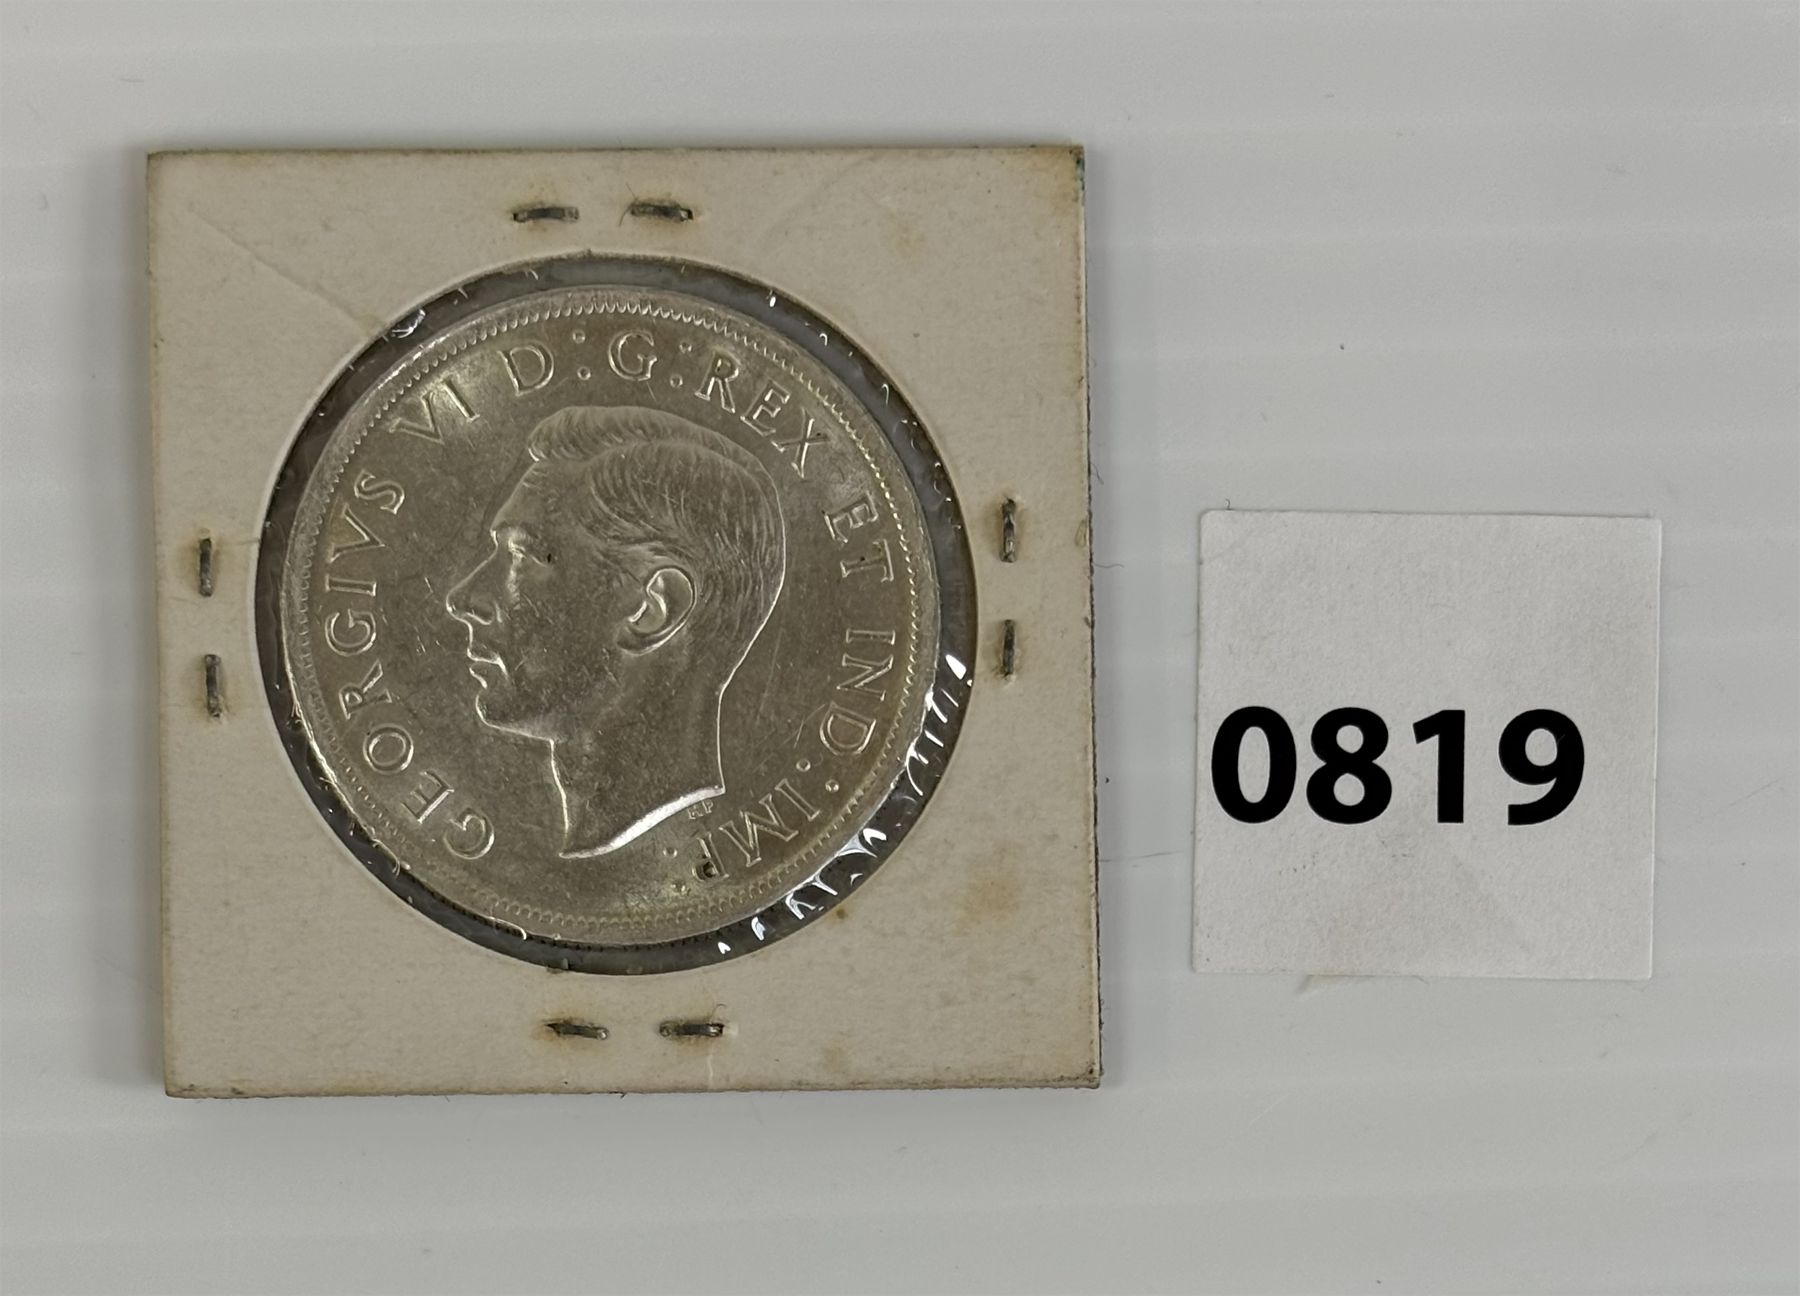 GEORGIVS VI D:G:REX ET IND:IMP:
HP
0819